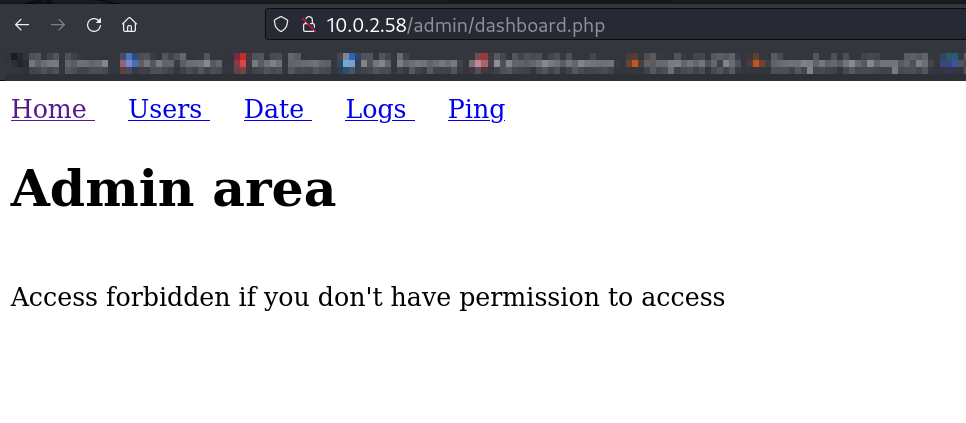 10.0.2.58/admin/dashboard.php
Home Users Date Logs Ping
Admin area
Access forbidden if you don't have permission to access